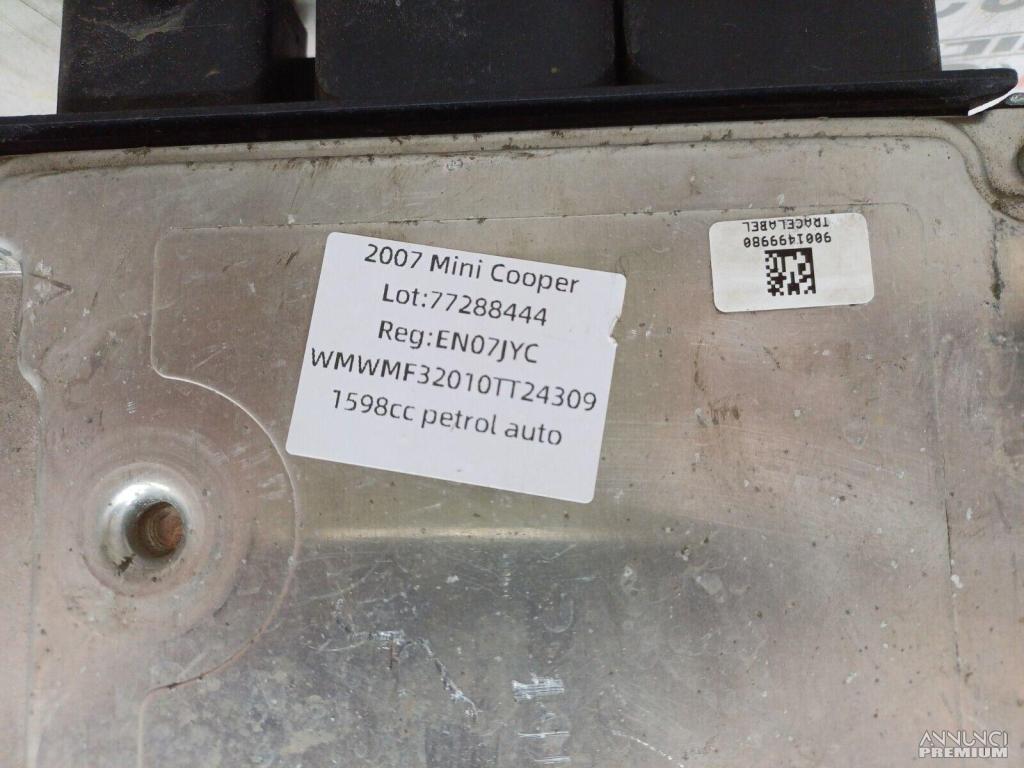 2007 Mini Cooper
Lot:77288444
Reg:EN07JYC
WMWMF32010TT24309
1598cc petrol auto
9001499980
TRACELABEL
ANNUNCI
PREMIUM